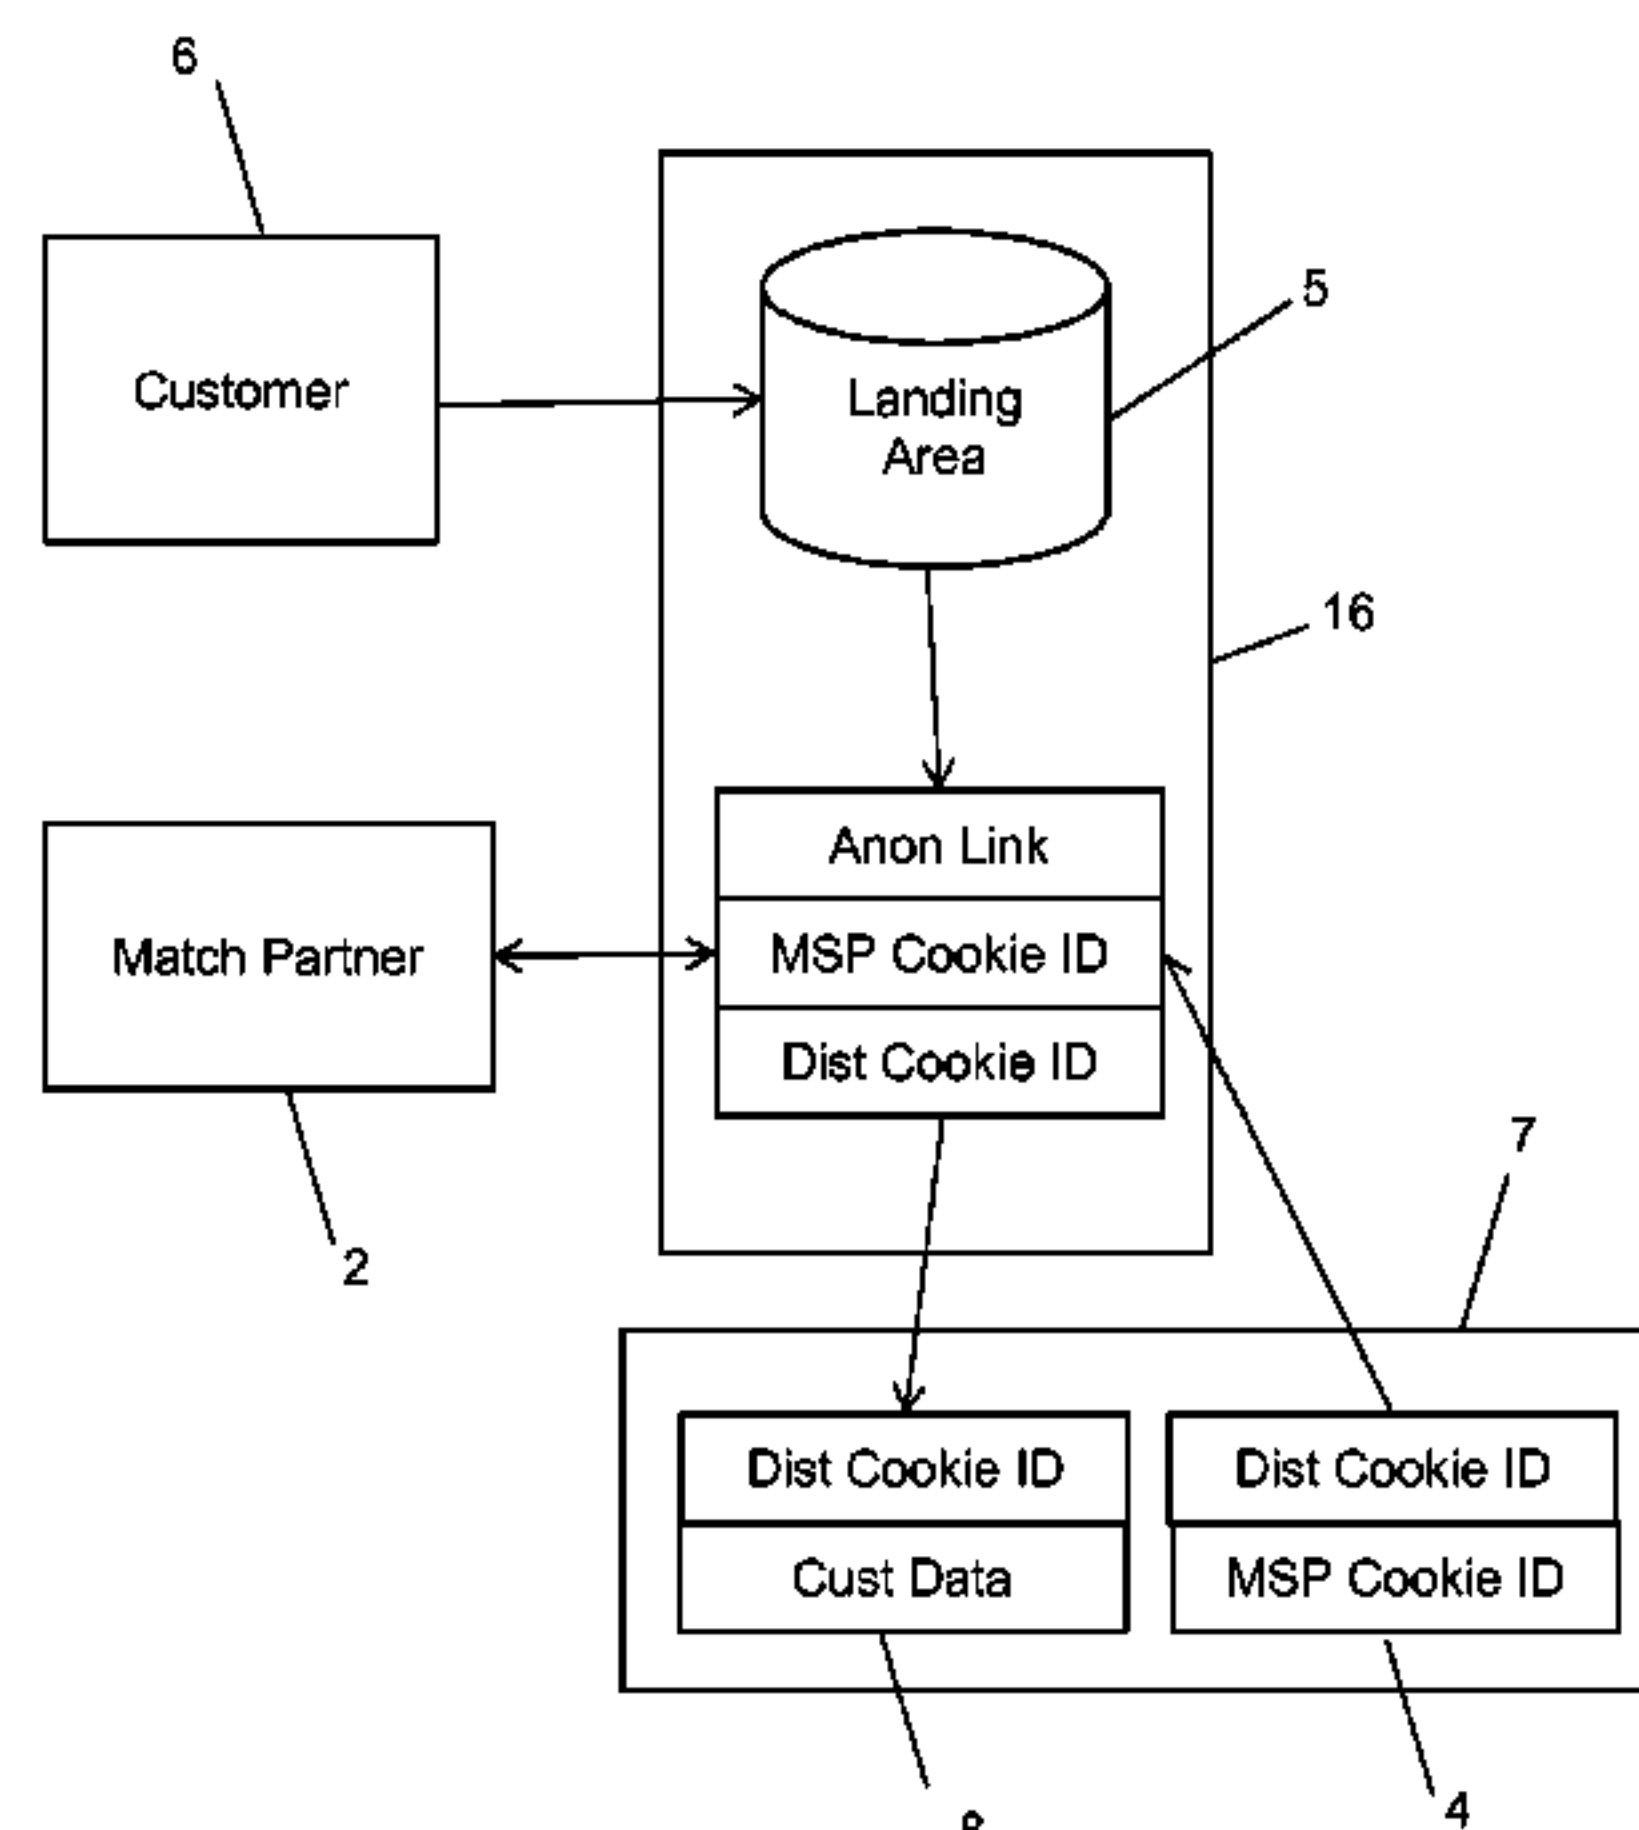 6
Customer
Landing
Area
5
16
Anon Link
MSP Cookie ID
Dist Cookie ID
Match Partner
2
7
Dist Cookie ID
Cust Data
Dist Cookie ID
MSP Cookie ID
4